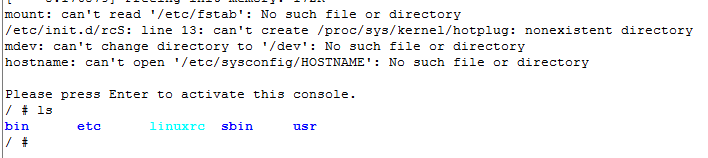 mount: can't read '/etc/fstab': No such file or directory
/etc/init.d/rcS: line 13: can't create /proc/sys/kernel/hotplug: nonexistent directory
mdev: can't change directory to '/dev': No such file or directory
hostname: can't open '/etc/sysconfig/HOSTNAME': No such file or directory
Please press Enter to activate this console.
/ # ls
bin etc linuxrc sbin usr
/ #